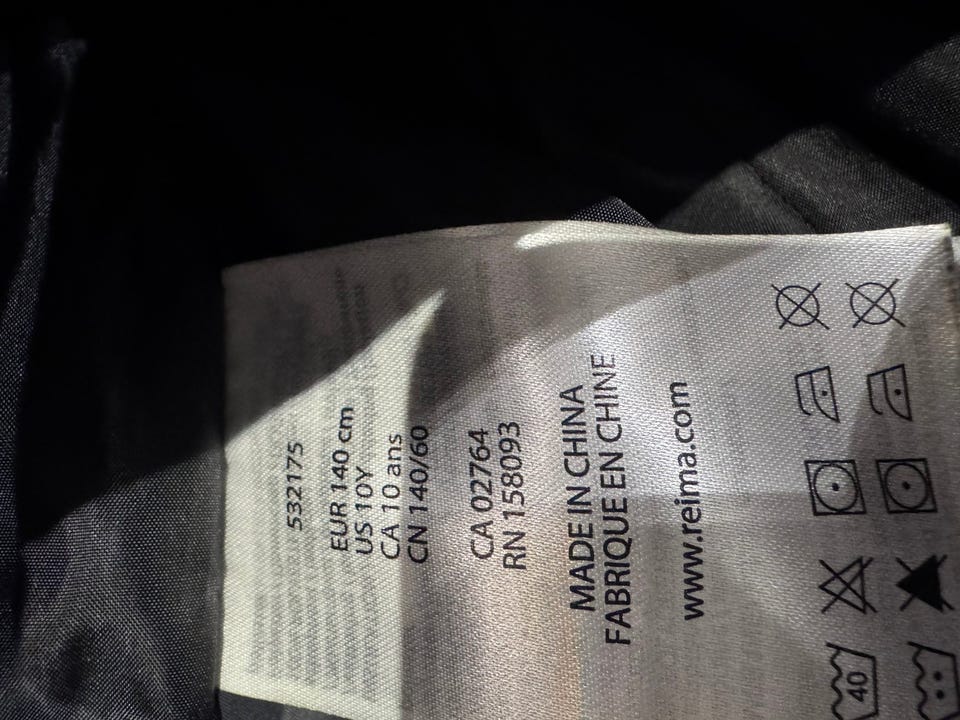 532175
EUR 140 cm
US 10Y
CA 10 ans
CN 140/60
CA 02764
RN 158093
MADE IN CHINA
FABRIQUE EN CHINE
www.reima.com
40